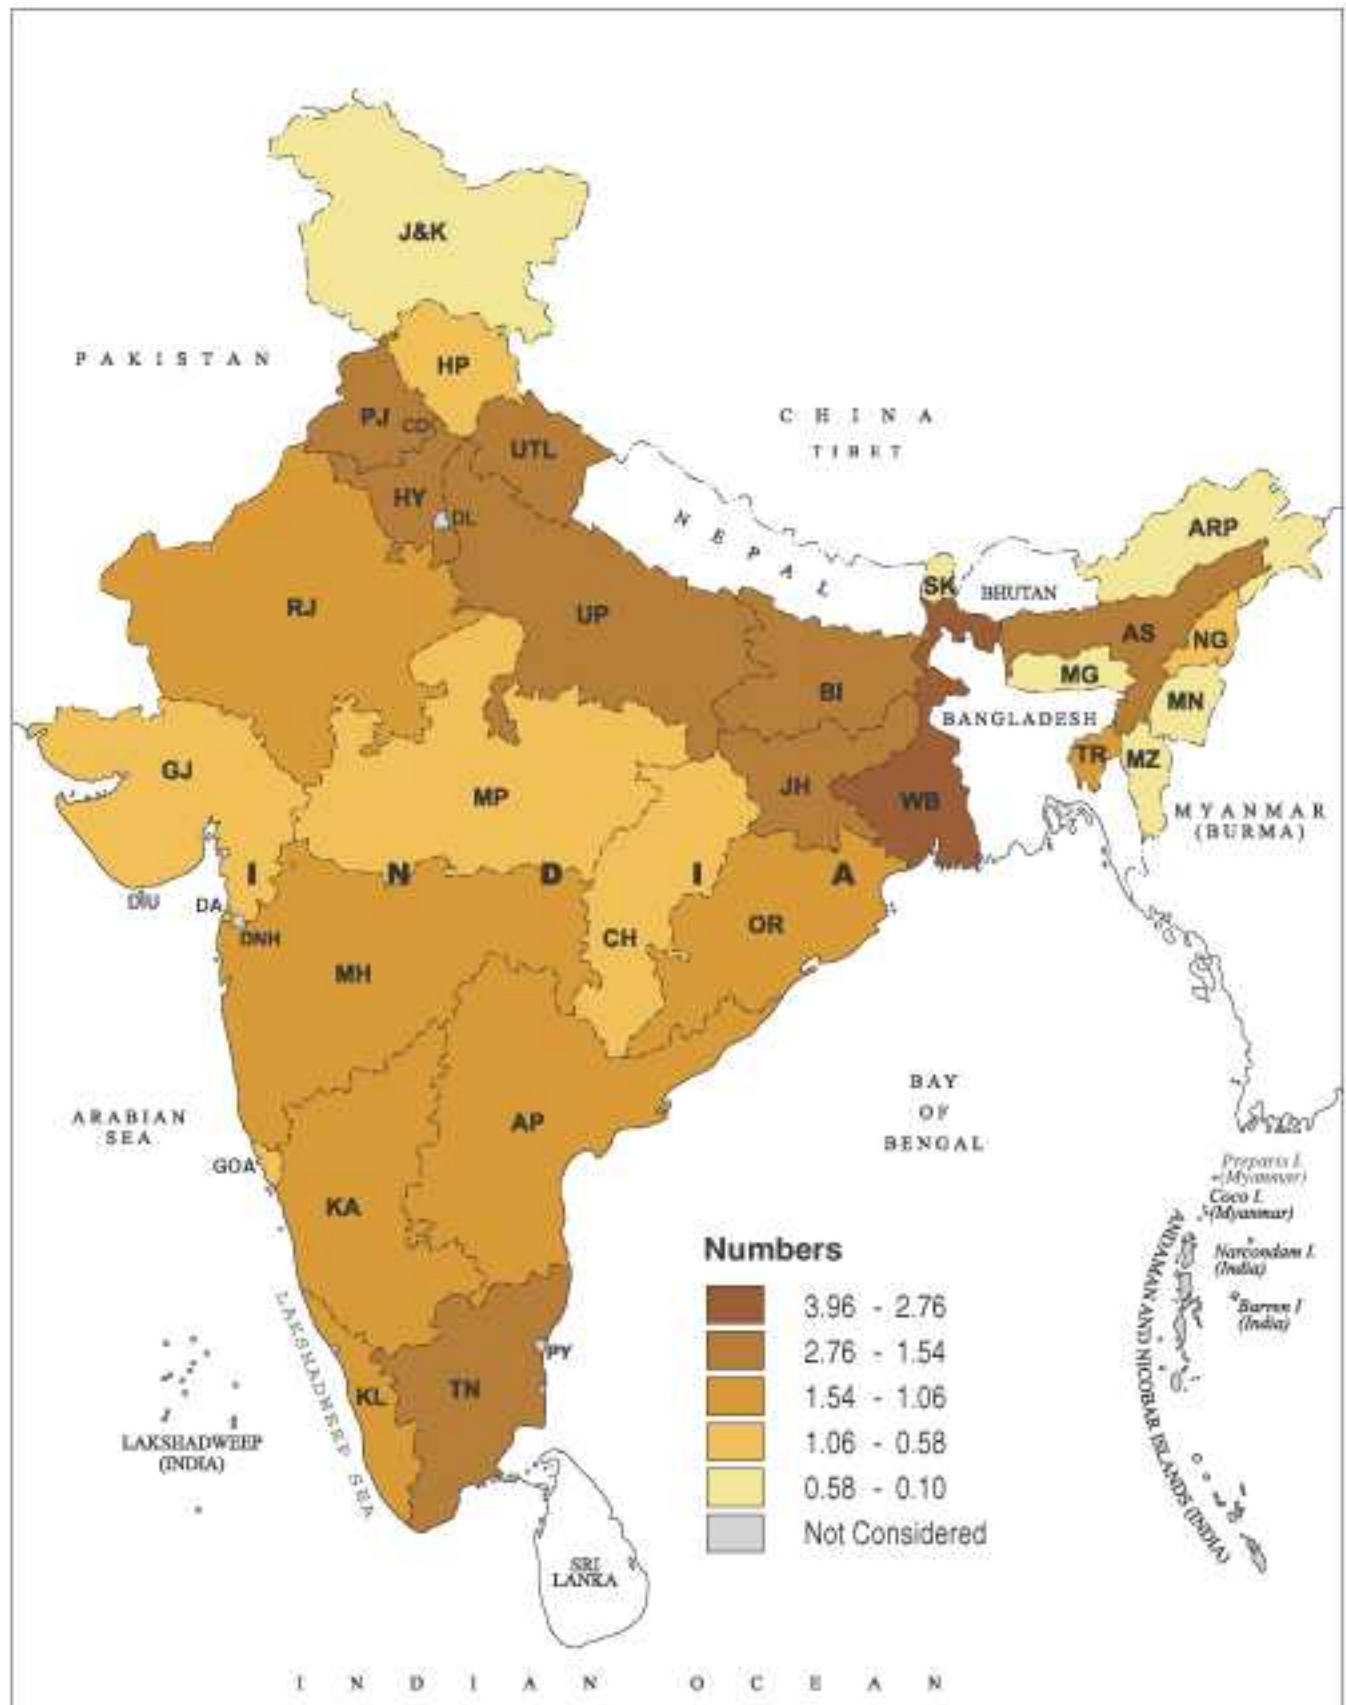 J&K
PAKISTAN
HP
CHINA
TIBET
PJ
CD
UTL
HY
DL
NEPAL
ARP
SK
BHUTAN
RJ
UP
AS
NG
MG
BI
MN
BANGLADESH
GJ
TR
MZ
MP
JH
WB
MYANMAR
(BURMA)
INDIA
DIU
DA
DNH
CH
OR
MH
BAY
OF
BENGAL
ARABIAN
SEA
AP
GOA
KA
Preparis I.
(Myanmar)
Coco I.
(Myanmar)
Narcondam I.
(India)
Barren I
(India)
ANDAMAN AND NICOBAR ISLANDS (INDIA)
Numbers
3.96 - 2.76
2.76 - 1.54
1.54 - 1.06
1.06 - 0.58
0.58 - 0.10
Not Considered
LAKSHADWEEP SEA
PY
KL
TN
LAKSHADWEEP
(INDIA)
SRI
LANKA
INDIAN OCEAN